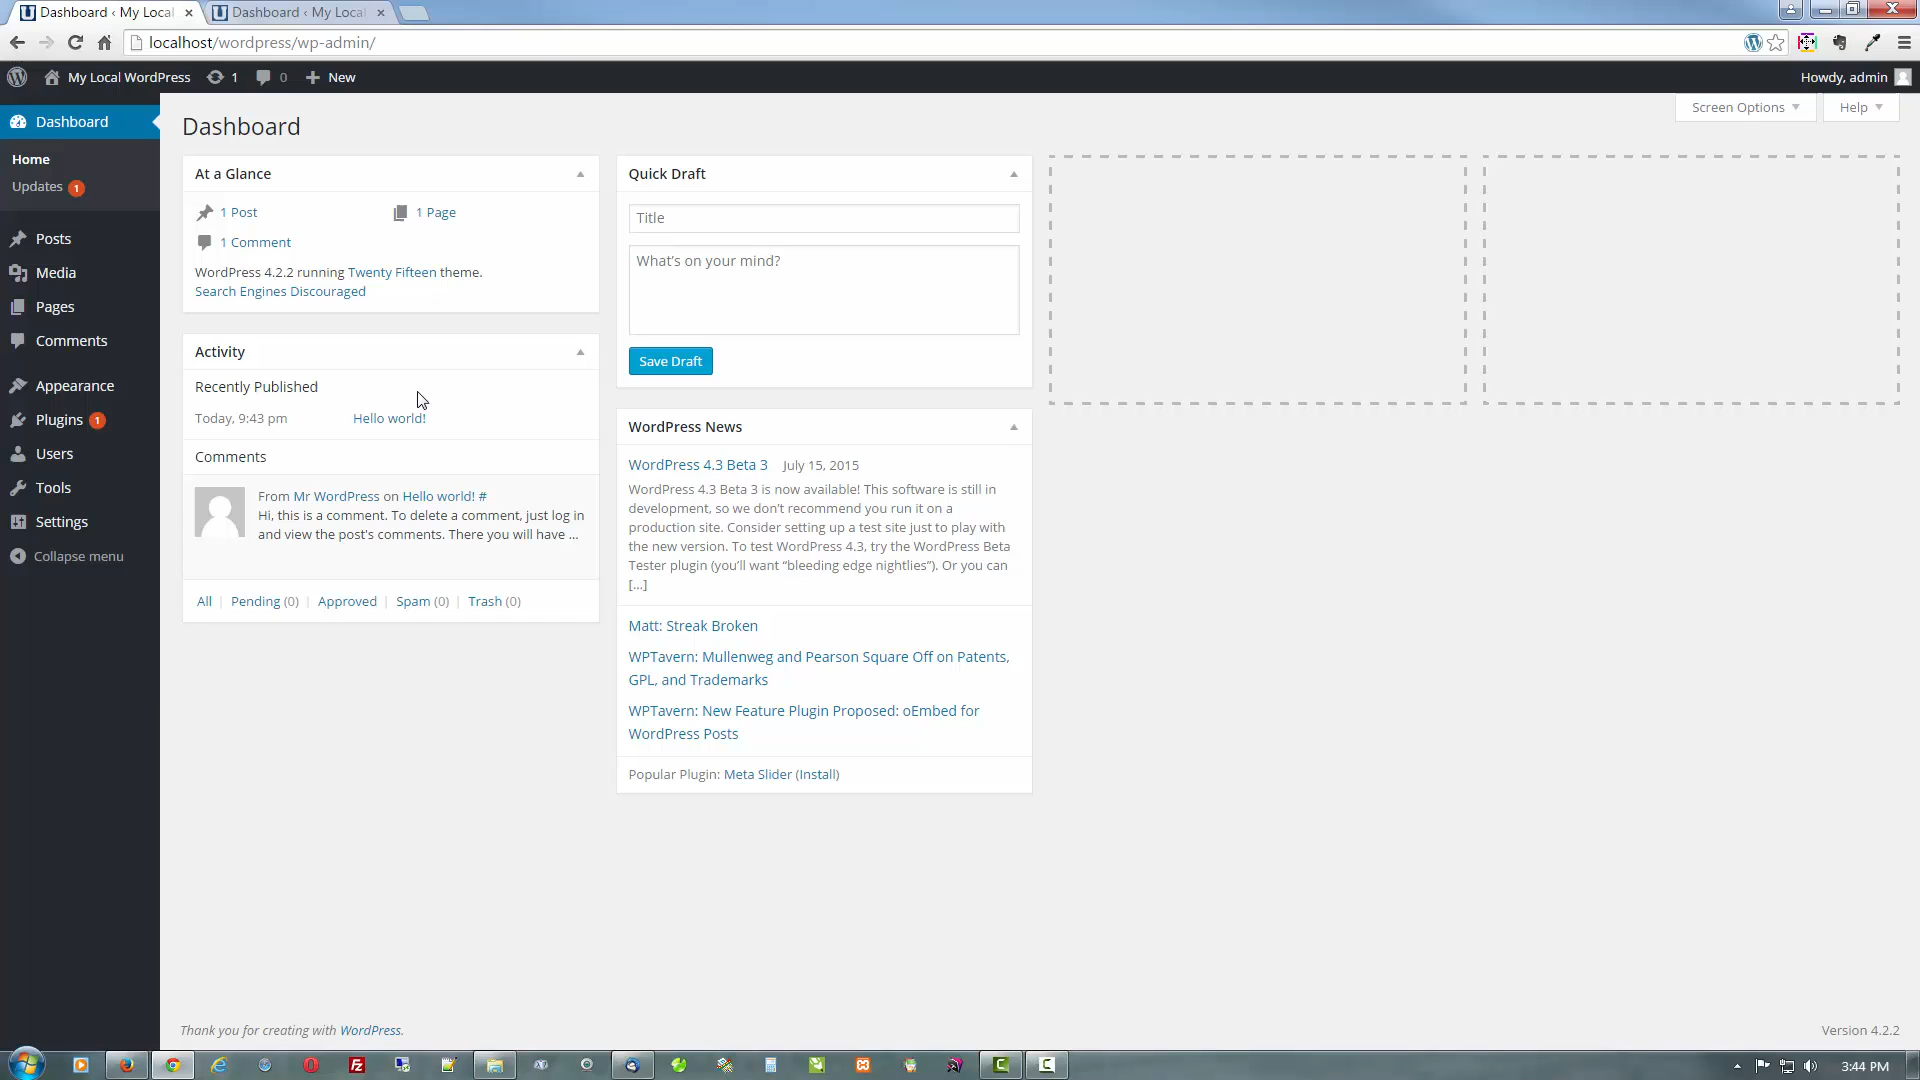 Dashboard ‹ My Local
Dashboard ‹ My Local
localhost/wordpress/wp-admin/
My Local WordPress 1 0 New
Howdy, admin
Dashboard
Home
Updates 1
Posts
Media
Pages
Comments
Appearance
Plugins 1
Users
Tools
Settings
Collapse menu
Screen Options
Help
Dashboard
At a Glance
1 Post
1 Page
1 Comment
WordPress 4.2.2 running Twenty Fifteen theme.
Search Engines Discouraged
Activity
Recently Published
Today, 9:43 pm Hello world!
Comments
From Mr WordPress on Hello world! #
Hi, this is a comment. To delete a comment, just log in
and view the post's comments. There you will have ...
All | Pending (0) | Approved | Spam (0) | Trash (0)
Quick Draft
Title
What's on your mind?
Save Draft
WordPress News
WordPress 4.3 Beta 3 July 15, 2015
WordPress 4.3 Beta 3 is now available! This software is still in
development, so we don't recommend you run it on a
production site. Consider setting up a test site just to play with
the new version. To test WordPress 4.3, try the WordPress Beta
Tester plugin (you'll want “bleeding edge nightlies”). Or you can
[...]
Matt: Streak Broken
WPTavern: Mullenweg and Pearson Square Off on Patents,
GPL, and Trademarks
WPTavern: New Feature Plugin Proposed: oEmbed for
WordPress Posts
Popular Plugin: Meta Slider (Install)
Thank you for creating with WordPress.
Version 4.2.2
3:44 PM